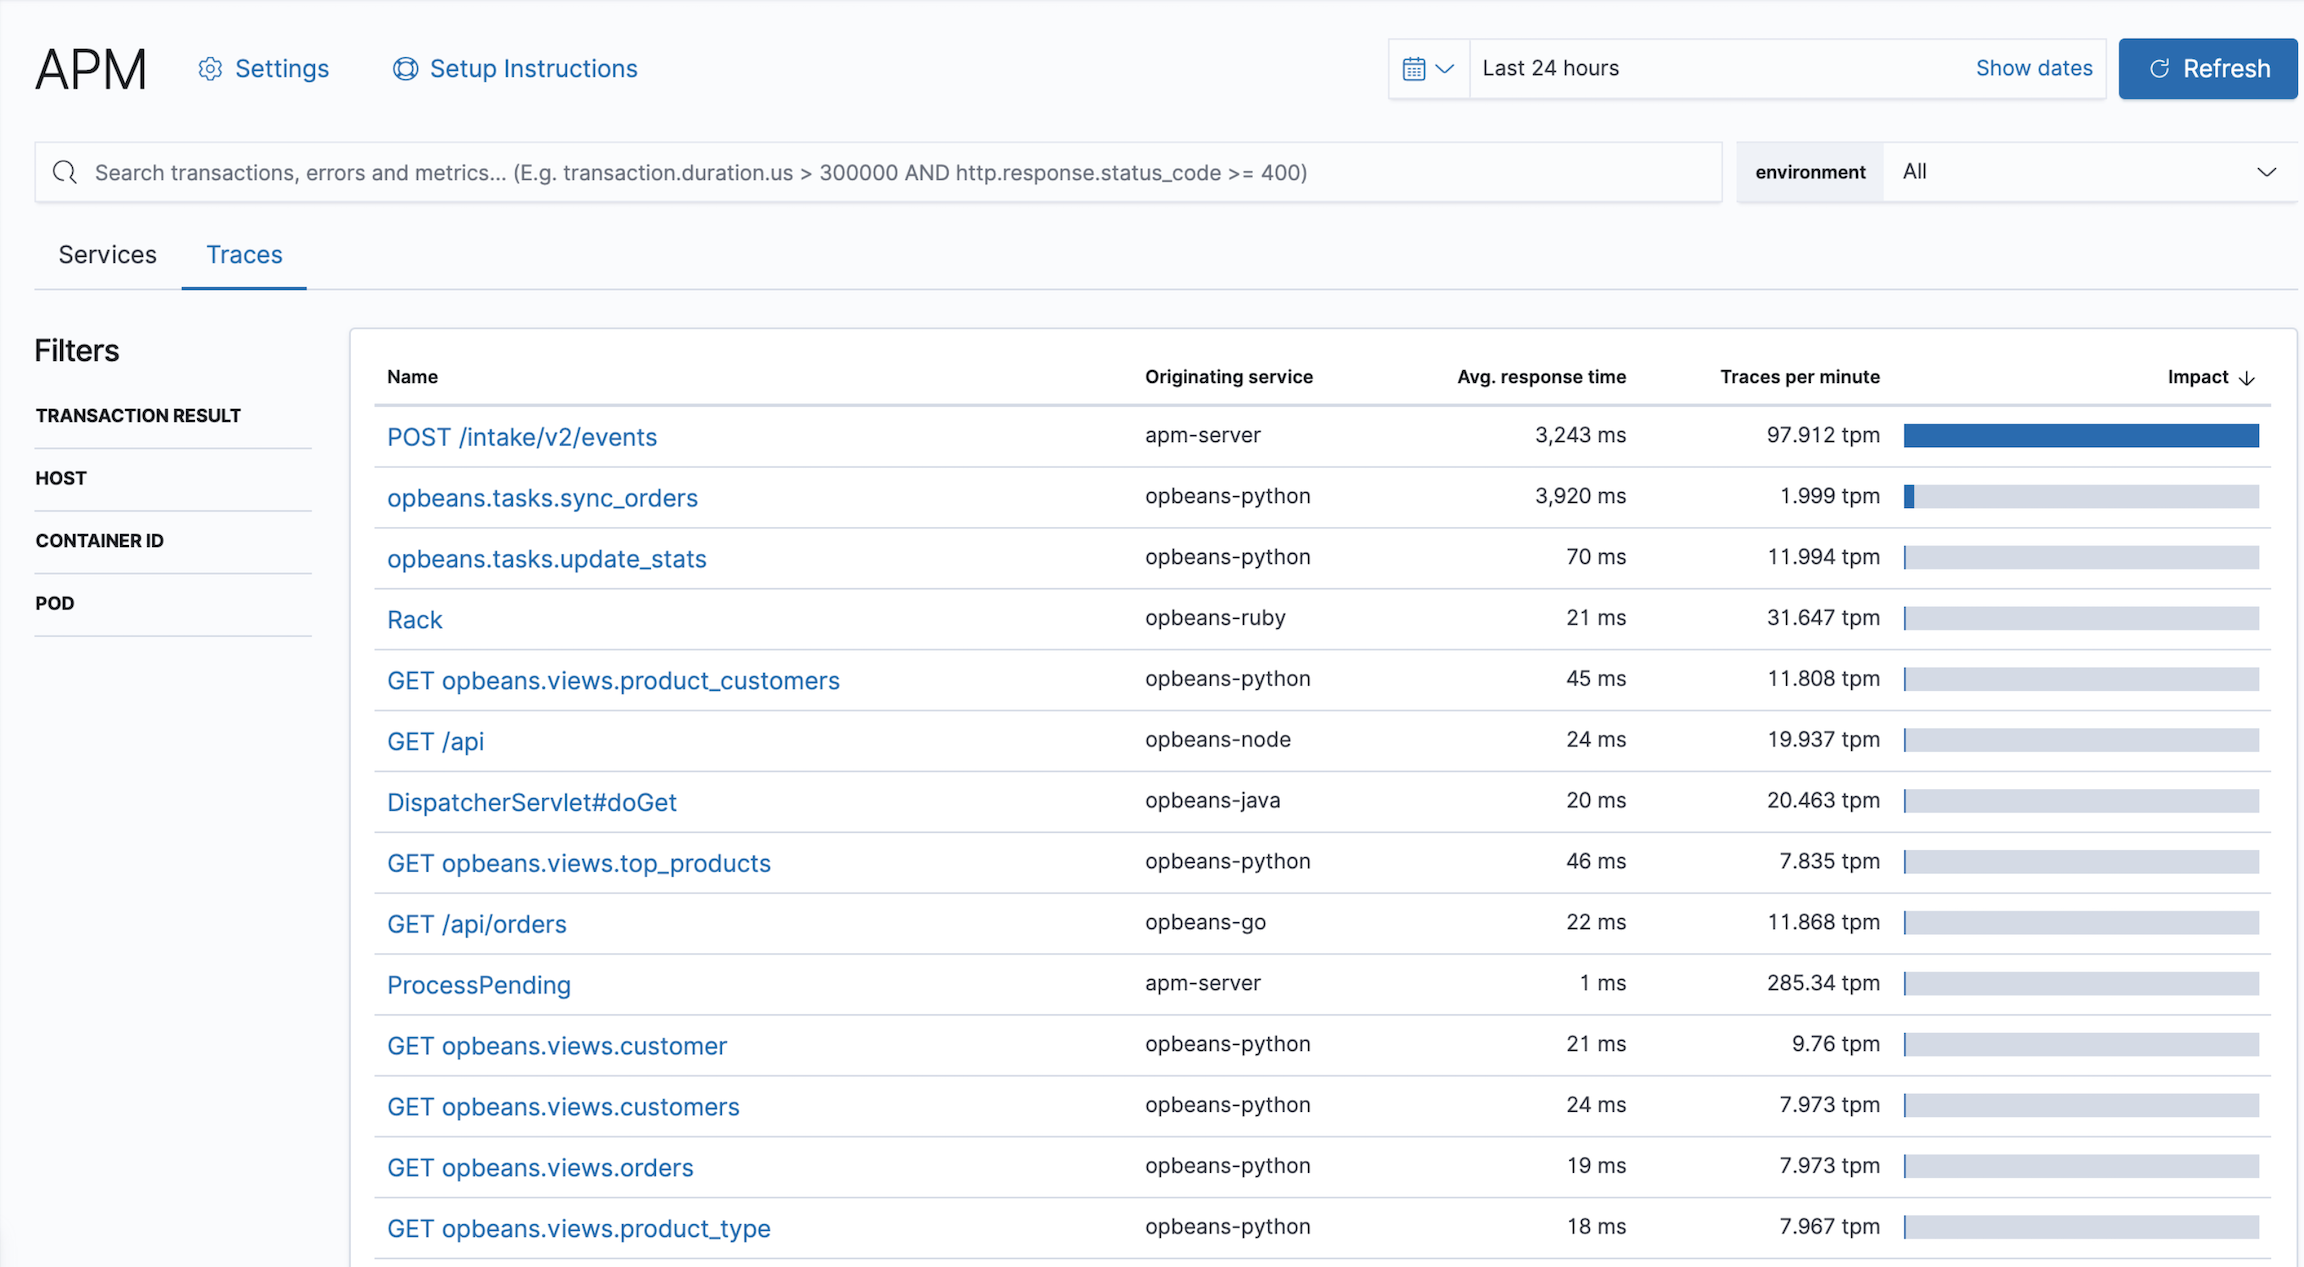 APM Settings Setup Instructions Last 24 hours Show dates Refresh
Search transactions, errors and metrics... (E.g. transaction.duration.us > 300000 AND http.response.status_code >= 400) environment All
Services Traces
Filters
TRANSACTION RESULT
HOST
CONTAINER ID
POD
Name Originating service Avg. response time Traces per minute Impact
POST /intake/v2/events apm-server 3,243 ms 97.912 tpm
opbeans.tasks.sync_orders opbeans-python 3,920 ms 1.999 tpm
opbeans.tasks.update_stats opbeans-python 70 ms 11.994 tpm
Rack opbeans-ruby 21 ms 31.647 tpm
GET opbeans.views.product_customers opbeans-python 45 ms 11.808 tpm
GET /api opbeans-node 24 ms 19.937 tpm
DispatcherServlet#doGet opbeans-java 20 ms 20.463 tpm
GET opbeans.views.top_products opbeans-python 46 ms 7.835 tpm
GET /api/orders opbeans-go 22 ms 11.868 tpm
ProcessPending apm-server 1 ms 285.34 tpm
GET opbeans.views.customer opbeans-python 21 ms 9.76 tpm
GET opbeans.views.customers opbeans-python 24 ms 7.973 tpm
GET opbeans.views.orders opbeans-python 19 ms 7.973 tpm
GET opbeans.views.product_type opbeans-python 18 ms 7.967 tpm